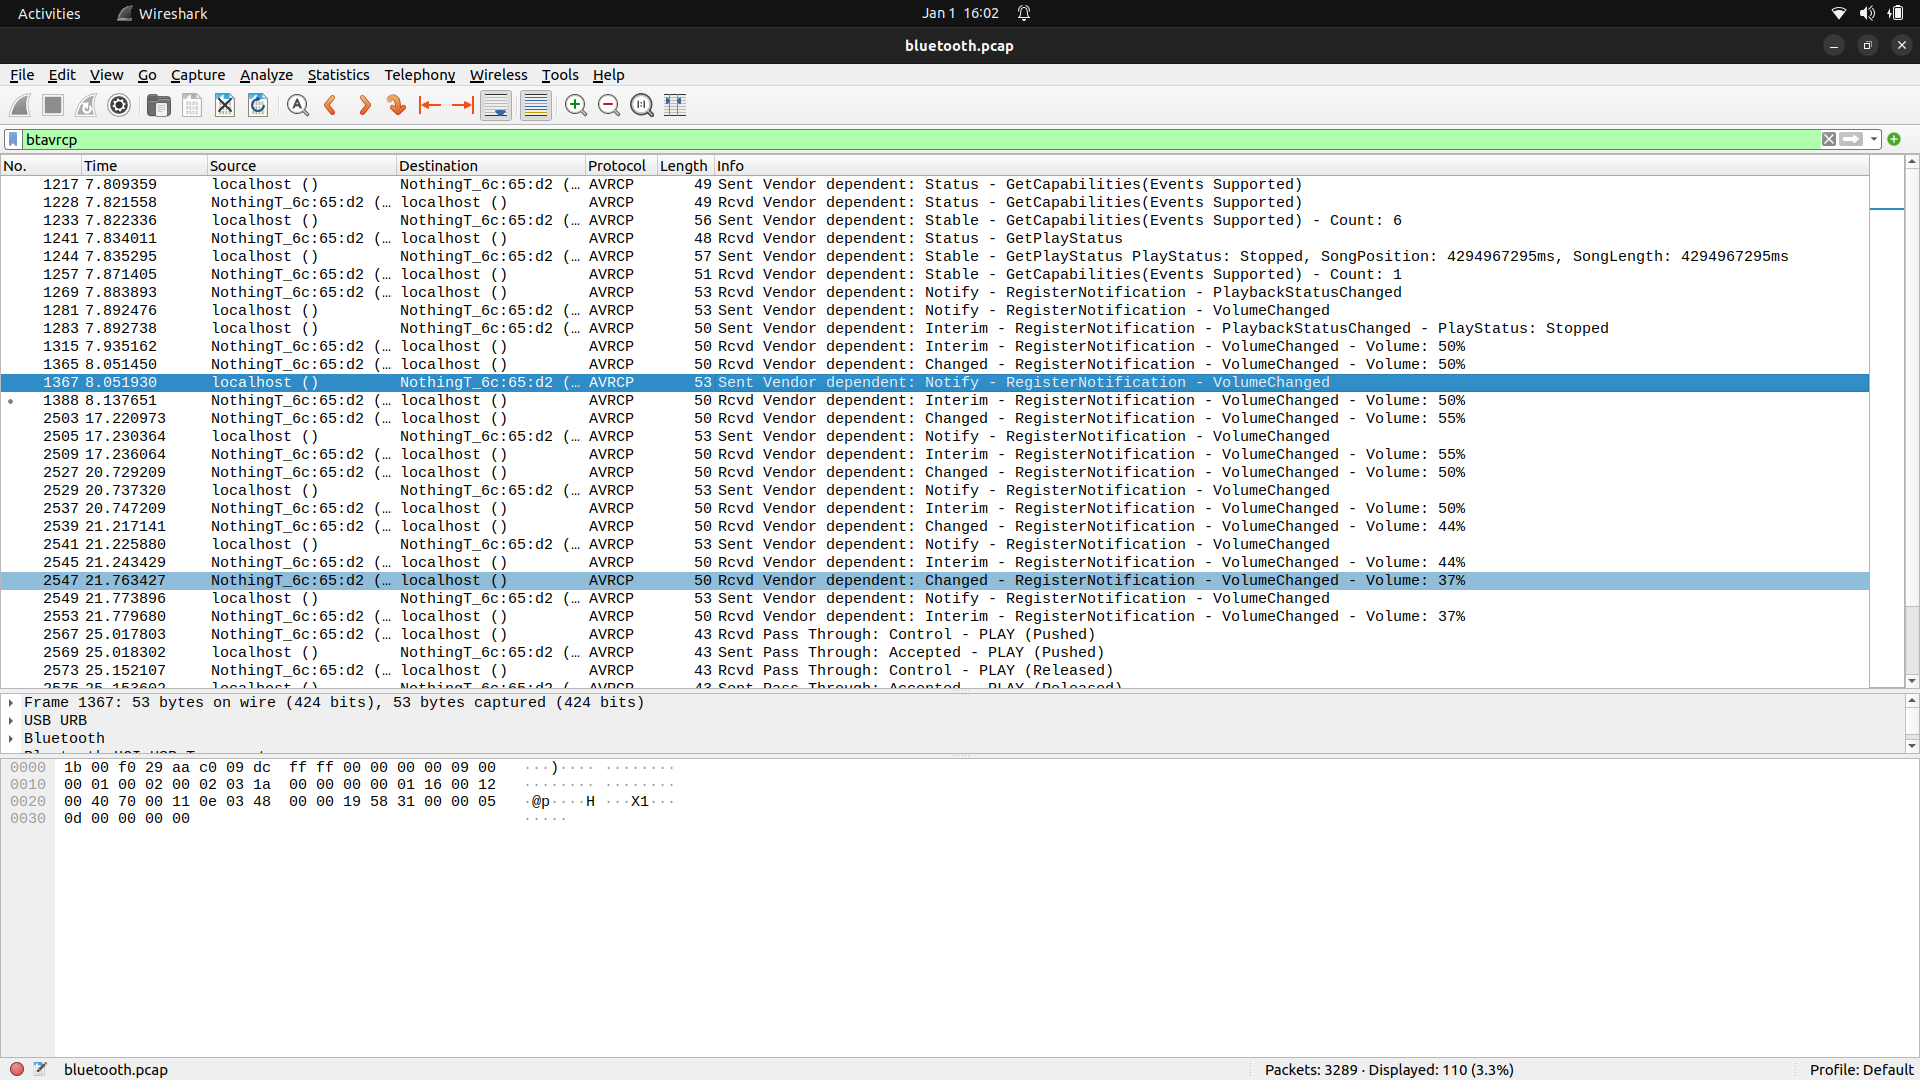 Activities Wireshark Jan 1 16:02
bluetooth.pcap
File Edit View Go Capture Analyze Statistics Telephony Wireless Tools Help
btavrcp
No. Time Source Destination Protocol Length Info
1217 7.809359 localhost () NothingT_6c:65:d2 (… AVRCP 49 Sent Vendor dependent: Status - GetCapabilities(Events Supported)
1228 7.821558 NothingT_6c:65:d2 (… localhost () AVRCP 49 Rcvd Vendor dependent: Status - GetCapabilities(Events Supported)
1233 7.822336 localhost () NothingT_6c:65:d2 (… AVRCP 56 Sent Vendor dependent: Stable - GetCapabilities(Events Supported) - Count: 6
1241 7.834011 NothingT_6c:65:d2 (… localhost () AVRCP 48 Rcvd Vendor dependent: Status - GetPlayStatus
1244 7.835295 localhost () NothingT_6c:65:d2 (… AVRCP 57 Sent Vendor dependent: Stable - GetPlayStatus PlayStatus: Stopped, SongPosition: 4294967295ms, SongLength: 4294967295ms
1257 7.871405 NothingT_6c:65:d2 (… localhost () AVRCP 51 Rcvd Vendor dependent: Stable - GetCapabilities(Events Supported) - Count: 1
1269 7.883893 NothingT_6c:65:d2 (… localhost () AVRCP 53 Rcvd Vendor dependent: Notify - RegisterNotification - PlaybackStatusChanged
1281 7.892476 localhost () NothingT_6c:65:d2 (… AVRCP 53 Sent Vendor dependent: Notify - RegisterNotification - VolumeChanged
1283 7.892738 localhost () NothingT_6c:65:d2 (… AVRCP 50 Sent Vendor dependent: Interim - RegisterNotification - PlaybackStatusChanged - PlayStatus: Stopped
1315 7.935162 NothingT_6c:65:d2 (… localhost () AVRCP 50 Rcvd Vendor dependent: Interim - RegisterNotification - VolumeChanged - Volume: 50%
1365 8.051450 NothingT_6c:65:d2 (… localhost () AVRCP 50 Rcvd Vendor dependent: Changed - RegisterNotification - VolumeChanged - Volume: 50%
1367 8.051930 localhost () NothingT_6c:65:d2 (… AVRCP 53 Sent Vendor dependent: Notify - RegisterNotification - VolumeChanged
1388 8.137651 NothingT_6c:65:d2 (… localhost () AVRCP 50 Rcvd Vendor dependent: Interim - RegisterNotification - VolumeChanged - Volume: 50%
2503 17.220973 NothingT_6c:65:d2 (… localhost () AVRCP 50 Rcvd Vendor dependent: Changed - RegisterNotification - VolumeChanged - Volume: 55%
2505 17.230364 localhost () NothingT_6c:65:d2 (… AVRCP 53 Sent Vendor dependent: Notify - RegisterNotification - VolumeChanged
2509 17.236064 NothingT_6c:65:d2 (… localhost () AVRCP 50 Rcvd Vendor dependent: Interim - RegisterNotification - VolumeChanged - Volume: 55%
2527 20.729209 NothingT_6c:65:d2 (… localhost () AVRCP 50 Rcvd Vendor dependent: Changed - RegisterNotification - VolumeChanged - Volume: 50%
2529 20.737320 localhost () NothingT_6c:65:d2 (… AVRCP 53 Sent Vendor dependent: Notify - RegisterNotification - VolumeChanged
2537 20.747209 NothingT_6c:65:d2 (… localhost () AVRCP 50 Rcvd Vendor dependent: Interim - RegisterNotification - VolumeChanged - Volume: 50%
2539 21.217141 NothingT_6c:65:d2 (… localhost () AVRCP 50 Rcvd Vendor dependent: Changed - RegisterNotification - VolumeChanged - Volume: 44%
2541 21.225880 localhost () NothingT_6c:65:d2 (… AVRCP 53 Sent Vendor dependent: Notify - RegisterNotification - VolumeChanged
2545 21.243429 NothingT_6c:65:d2 (… localhost () AVRCP 50 Rcvd Vendor dependent: Interim - RegisterNotification - VolumeChanged - Volume: 44%
2547 21.763427 NothingT_6c:65:d2 (… localhost () AVRCP 50 Rcvd Vendor dependent: Changed - RegisterNotification - VolumeChanged - Volume: 37%
2549 21.773896 localhost () NothingT_6c:65:d2 (… AVRCP 53 Sent Vendor dependent: Notify - RegisterNotification - VolumeChanged
2553 21.779680 NothingT_6c:65:d2 (… localhost () AVRCP 50 Rcvd Vendor dependent: Interim - RegisterNotification - VolumeChanged - Volume: 37%
2567 25.017803 NothingT_6c:65:d2 (… localhost () AVRCP 43 Rcvd Pass Through: Control - PLAY (Pushed)
2569 25.018302 localhost () NothingT_6c:65:d2 (… AVRCP 43 Sent Pass Through: Accepted - PLAY (Pushed)
2573 25.152107 NothingT_6c:65:d2 (… localhost () AVRCP 43 Rcvd Pass Through: Control - PLAY (Released)
2575 25.153602 localhost () NothingT_6c:65:d2 (… AVRCP 43 Sent Pass Through: Accepted - PLAY (Released)
Frame 1367: 53 bytes on wire (424 bits), 53 bytes captured (424 bits)
USB URB
Bluetooth
0000 1b 00 f0 29 aa c0 09 dc ff ff 00 00 00 00 09 00 ···)···· ········
0010 00 01 00 02 00 02 03 1a 00 00 00 00 01 16 00 12 ········ ········
0020 00 40 70 00 11 0e 03 48 00 00 19 58 31 00 00 05 ·@p····H ···X1···
0030 0d 00 00 00 00 ·····
bluetooth.pcap Packets: 3289 · Displayed: 110 (3.3%) Profile: Default